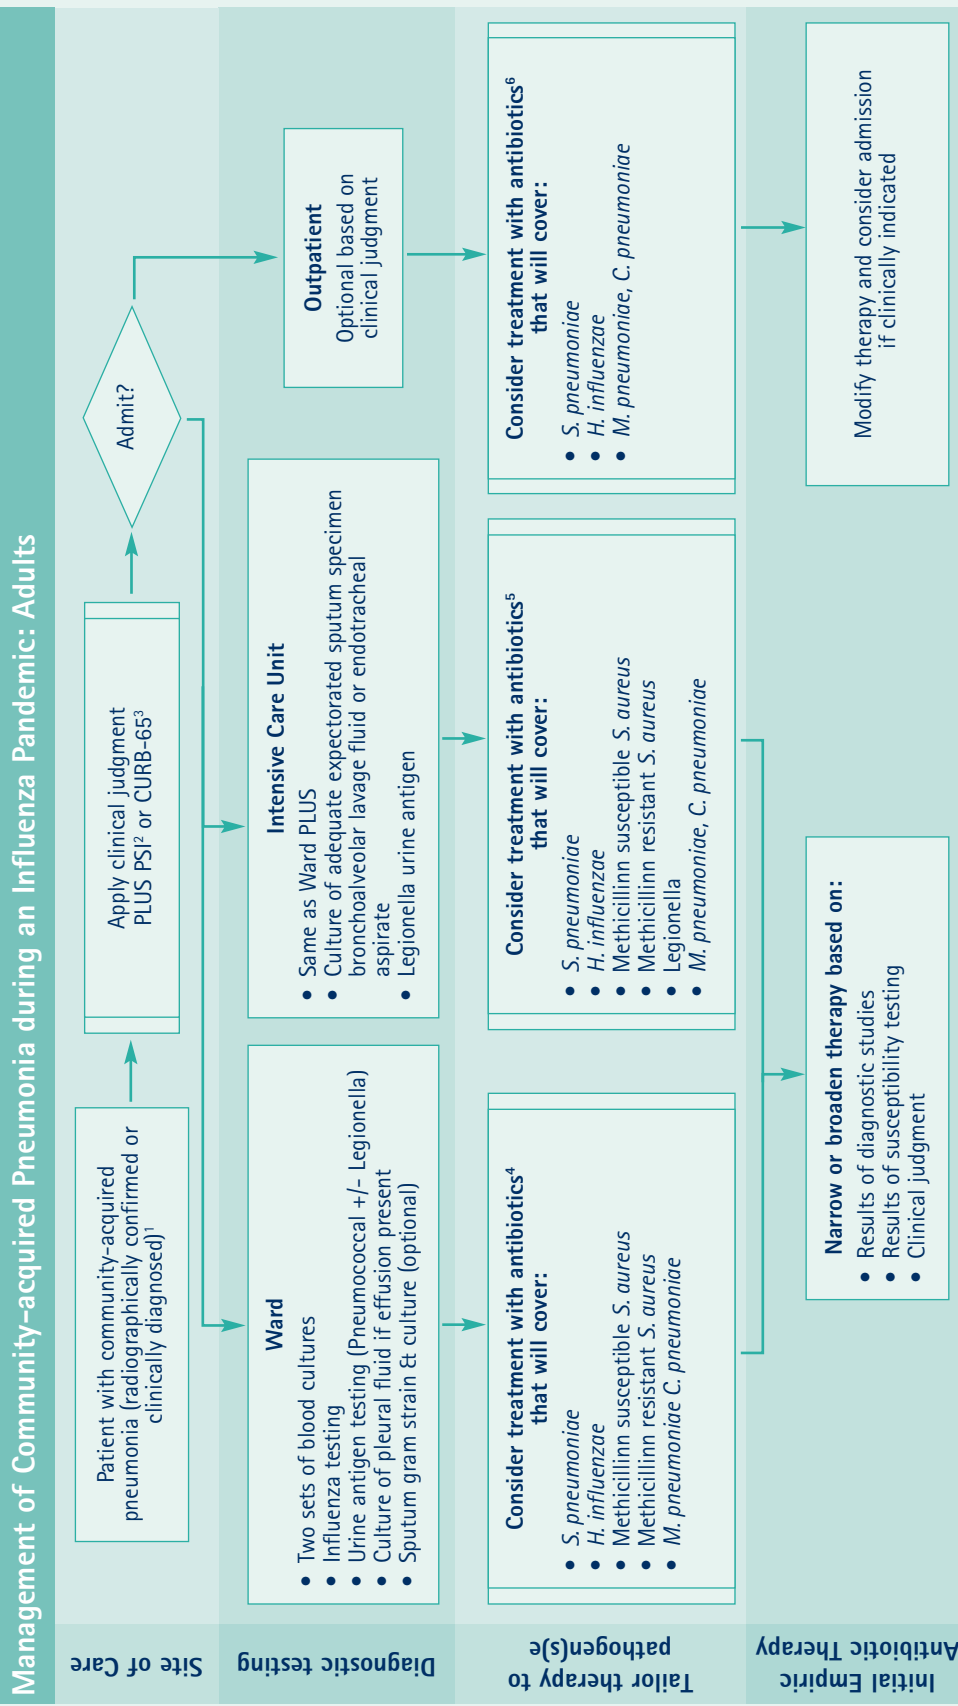 Management of Community-acquired Pneumonia during an Influenza Pandemic: Adults
Site of Care
Patient with community-acquired
pneumonia (radiographically confirmed or
clinically diagnosed)1
Apply clinical judgment
PLUS PSI2 or CURB-653
Admit?
Diagnostic testing
Ward
• Two sets of blood cultures
• Influenza testing
• Urine antigen testing (Pneumococcal +/- Legionella)
• Culture of pleural fluid if effusion present
• Sputum gram strain & culture (optional)
Intensive Care Unit
• Same as Ward PLUS
• Culture of adequate expectorated sputum specimen
bronchoalveolar lavage fluid or endotracheal
aspirate
• Legionella urine antigen
Outpatient
Optional based on
clinical judgment
Tailor therapy to
pathogen(s)e
Consider treatment with antibiotics4
that will cover:
• S. pneumoniae
• H. influenzae
• Methicillinn susceptible S. aureus
• Methicillinn resistant S. aureus
• M. pneumoniae C. pneumoniae
Consider treatment with antibiotics5
that will cover:
• S. pneumoniae
• H. influenzae
• Methicillinn susceptible S. aureus
• Methicillinn resistant S. aureus
• Legionella
• M. pneumoniae, C. pneumoniae
Consider treatment with antibiotics6
that will cover:
• S. pneumoniae
• H. influenzae
• M. pneumoniae, C. pneumoniae
Initial Empiric
Antibiotic Therapy
Narrow or broaden therapy based on:
• Results of diagnostic studies
• Results of susceptibility testing
• Clinical judgment
Modify therapy and consider admission
if clinically indicated